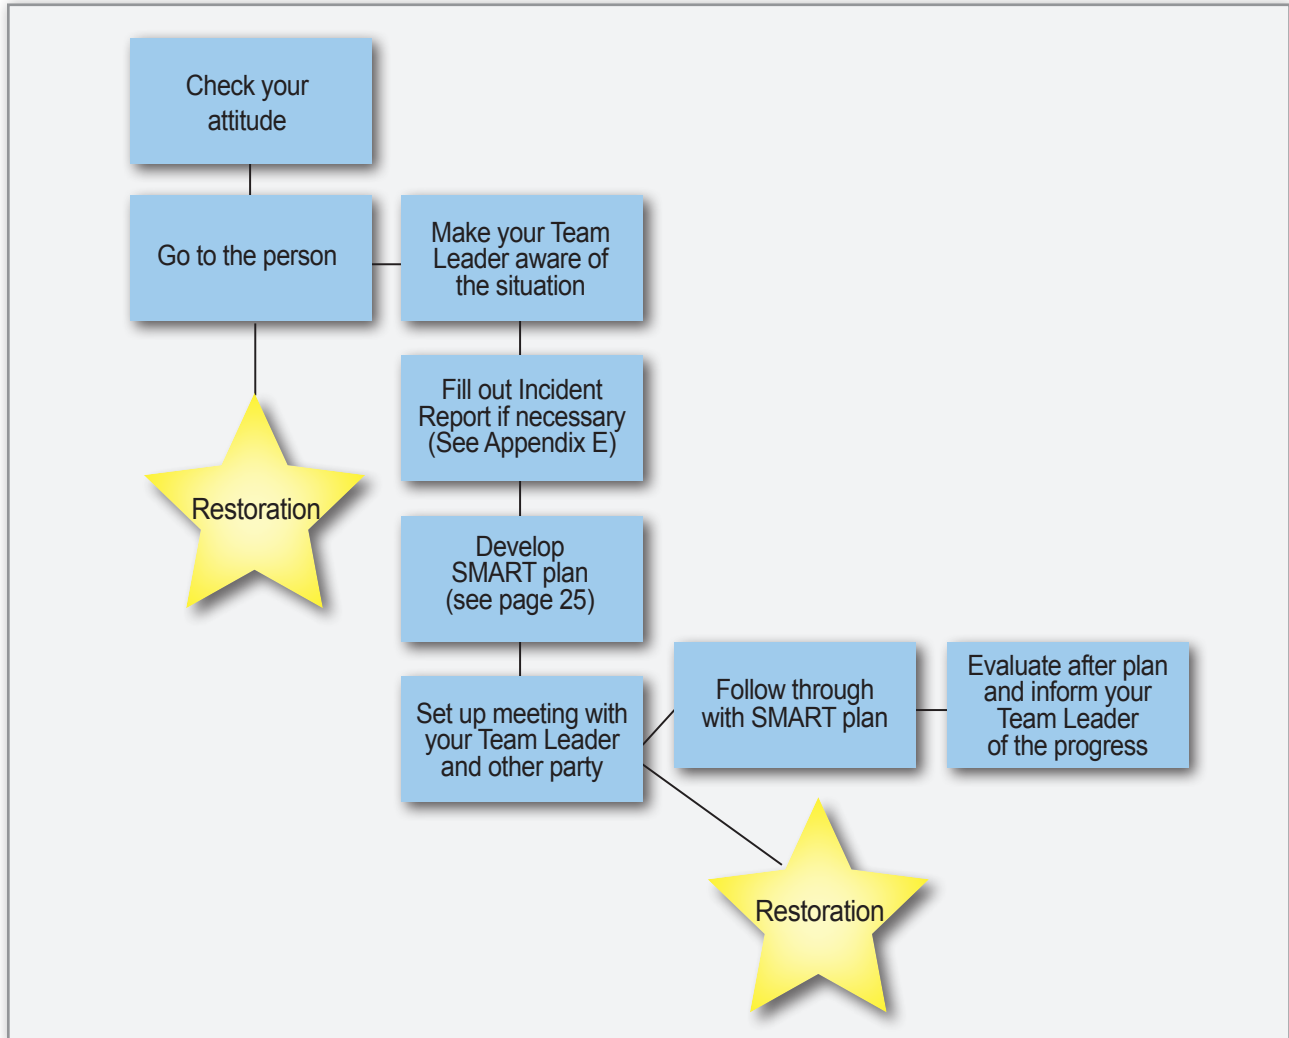 Check your
attitude
Go to the person
Make your Team
Leader aware of
the situation
Restoration
Fill out Incident
Report if necessary
(See Appendix E)
Develop
SMART plan
(see page 25)
Set up meeting with
your Team Leader
and other party
Follow through
with SMART plan
Evaluate after plan
and inform your
Team Leader
of the progress
Restoration